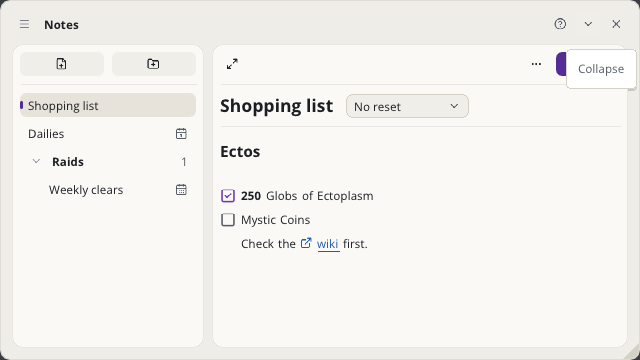 Notes
Collapse
Shopping list
Dailies
Raids 1
Weekly clears
Shopping list No reset
Ectos
250 Globs of Ectoplasm
Mystic Coins
Check the wiki first.